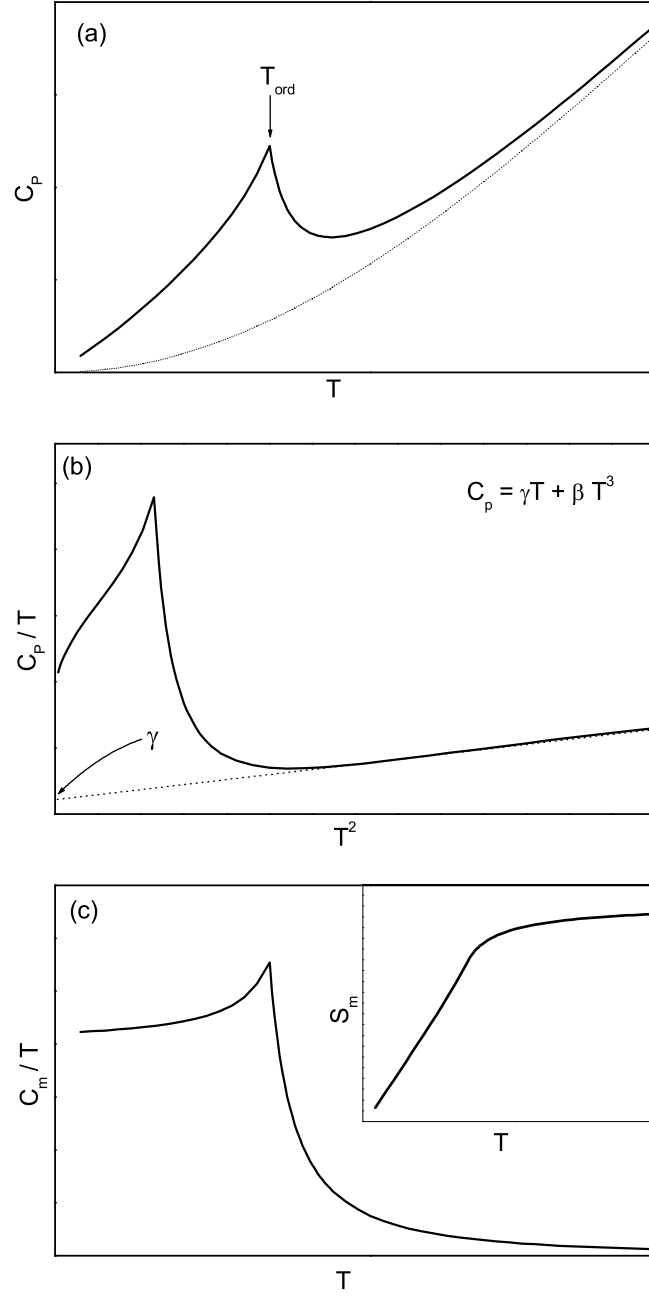 (a)
T_ord
C_P
T
(b)
C_p = γT + β T^3
C_P / T
γ
T^2
(c)
S_m
T
C_m / T
T